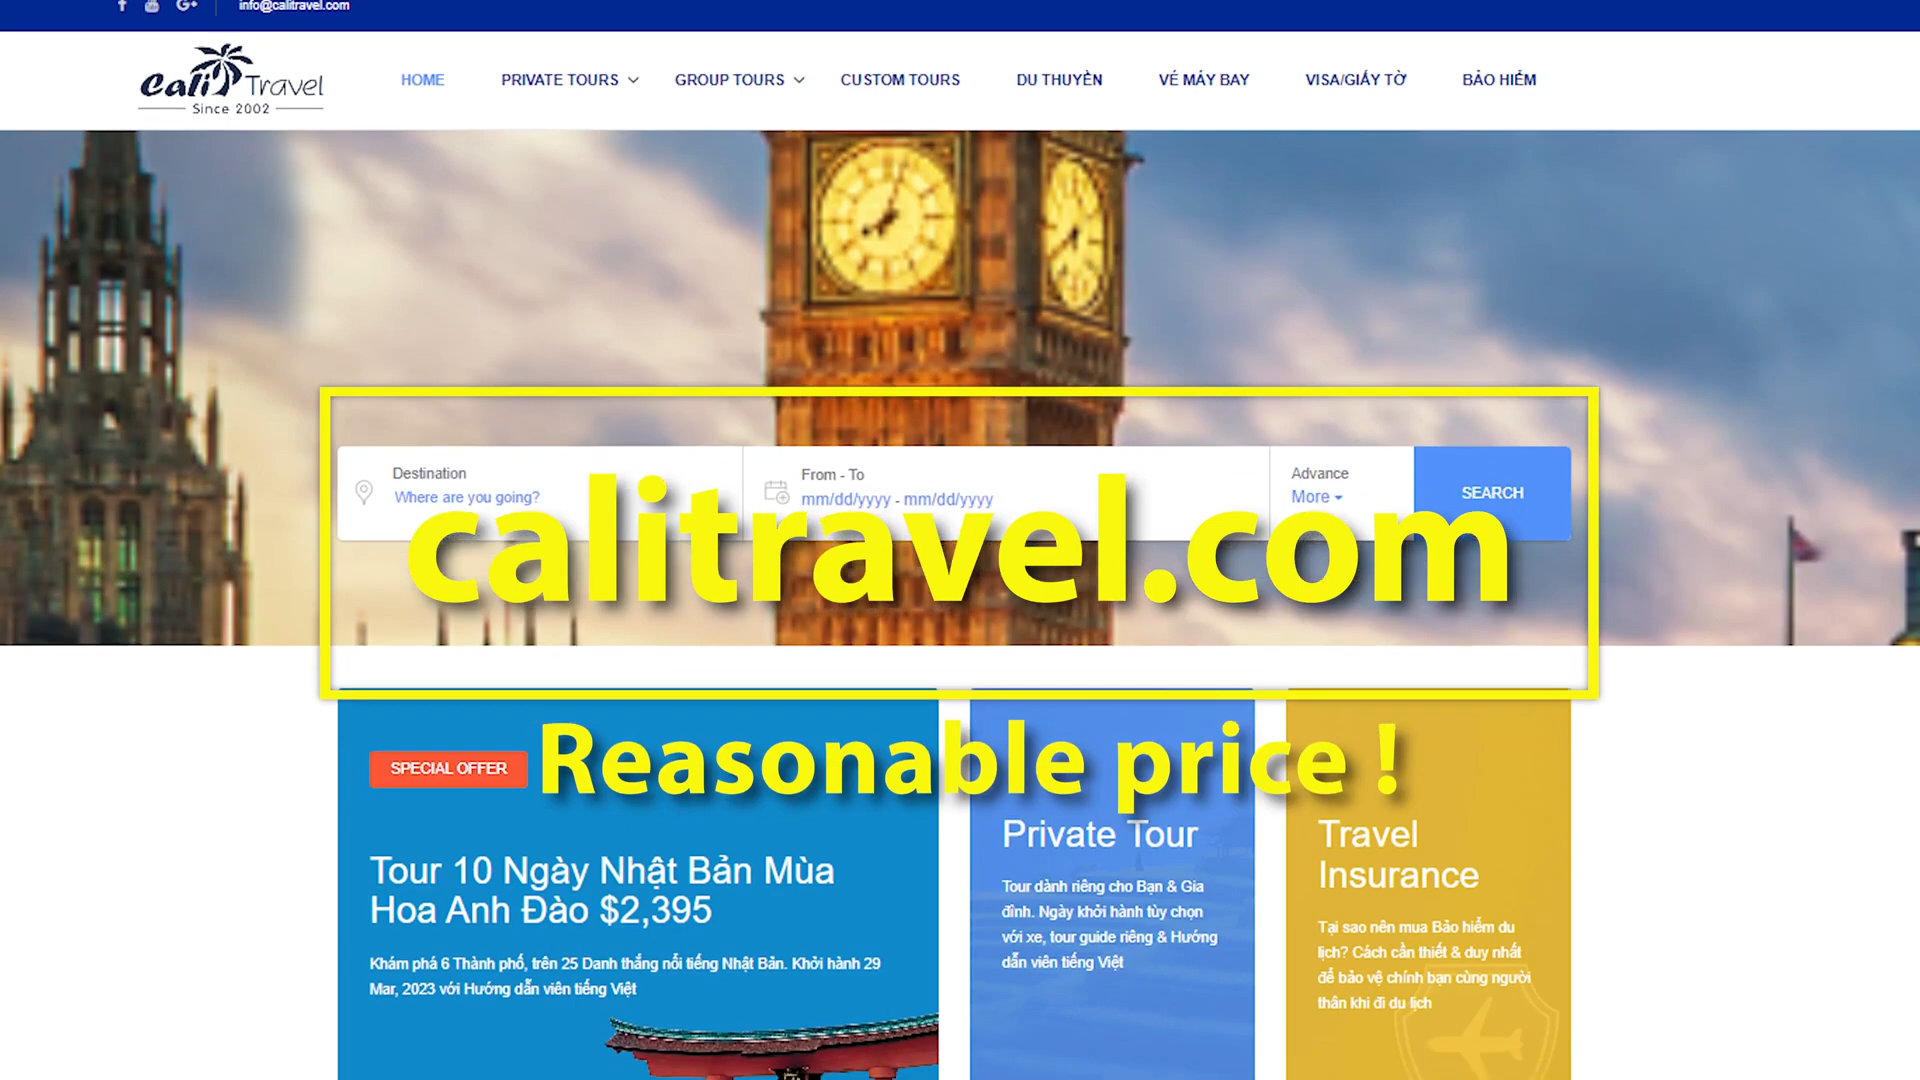 info@calitravel.com
Cali Travel
Since 2002
HOME
PRIVATE TOURS
GROUP TOURS
CUSTOM TOURS
DU THUYỀN
VÉ MÁY BAY
VISA/GIẤY TỜ
BẢO HIỂM
Destination
Where are you going?
From - To
mm/dd/yyyy - mm/dd/yyyy
Advance
More
SEARCH
calitravel.com
Reasonable price !
SPECIAL OFFER
Tour 10 Ngày Nhật Bản Mùa
Hoa Anh Đào $2,395
Khám phá 6 Thành phố, trên 25 Danh thắng nổi tiếng Nhật Bản. Khởi hành 29
Mar, 2023 với Hướng dẫn viên tiếng Việt
Private Tour
Tour dành riêng cho Bạn & Gia
đình. Ngày khởi hành tùy chọn
với xe, tour guide riêng & Hướng
dẫn viên tiếng Việt
Travel
Insurance
Tại sao nên mua Bảo hiểm du
lịch? Cách cần thiết & duy nhất
để bảo vệ chính bạn cùng người
thân khi đi du lịch